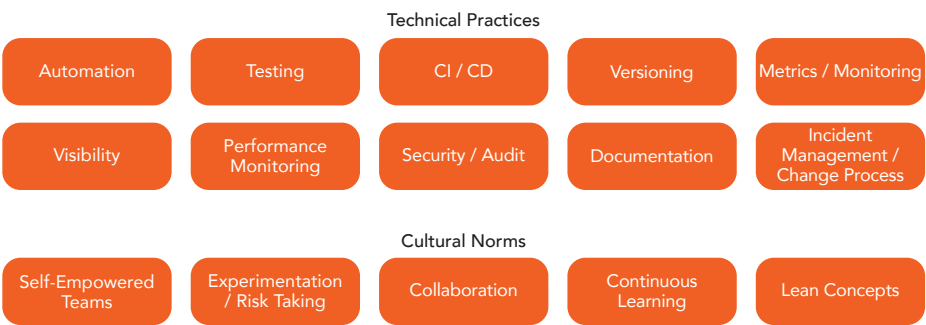 Technical Practices
Automation
Testing
CI / CD
Versioning
Metrics / Monitoring
Visibility
Performance
Monitoring
Security / Audit
Documentation
Incident
Management /
Change Process
Cultural Norms
Self-Empowered
Teams
Experimentation
/ Risk Taking
Collaboration
Continuous
Learning
Lean Concepts